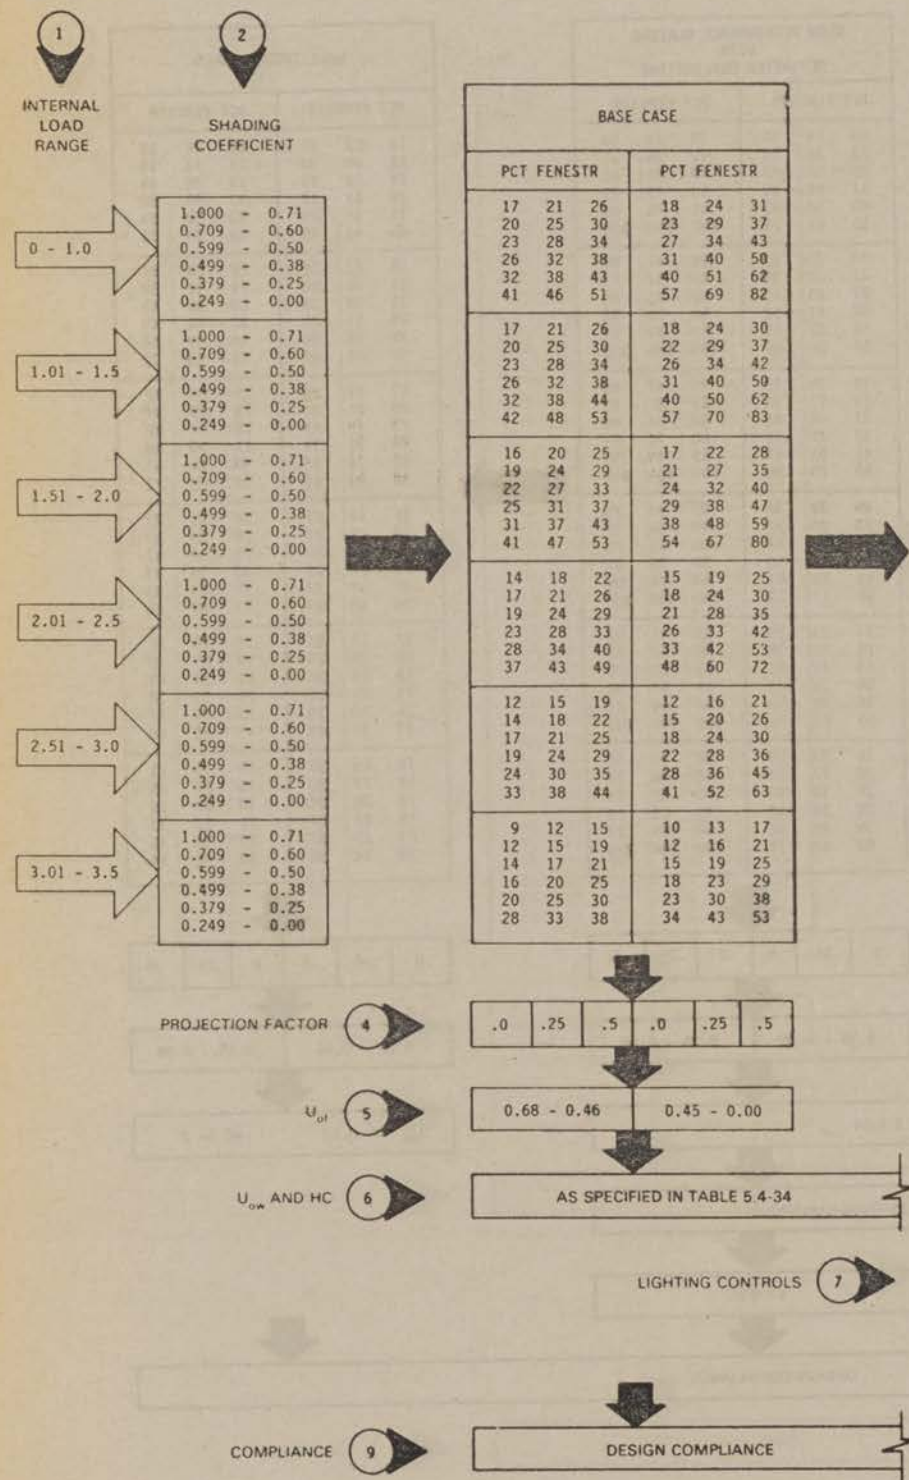 1
2
INTERNAL
LOAD
RANGE
SHADING
COEFFICIENT
BASE CASE
PCT FENESTR PCT FENESTR
0 - 1.0
1.000 - 0.71 17 21 26 18 24 31
0.709 - 0.60 20 25 30 23 29 37
0.599 - 0.50 23 28 34 27 34 43
0.499 - 0.38 26 32 38 31 40 50
0.379 - 0.25 32 38 43 40 51 62
0.249 - 0.00 41 46 51 57 69 82
1.01 - 1.5
1.000 - 0.71 17 21 26 18 24 30
0.709 - 0.60 20 25 30 22 29 37
0.599 - 0.50 23 28 34 26 34 42
0.499 - 0.38 26 32 38 31 40 50
0.379 - 0.25 32 38 44 40 50 62
0.249 - 0.00 42 48 53 57 70 83
1.51 - 2.0
1.000 - 0.71 16 20 25 17 22 28
0.709 - 0.60 19 24 29 21 27 35
0.599 - 0.50 22 27 33 24 32 40
0.499 - 0.38 25 31 37 29 38 47
0.379 - 0.25 31 37 43 38 48 59
0.249 - 0.00 41 47 53 54 67 80
2.01 - 2.5
1.000 - 0.71 14 18 22 15 19 25
0.709 - 0.60 17 21 26 18 24 30
0.599 - 0.50 19 24 29 21 28 35
0.499 - 0.38 23 28 33 26 33 42
0.379 - 0.25 28 34 40 33 42 53
0.249 - 0.00 37 43 49 48 60 72
2.51 - 3.0
1.000 - 0.71 12 15 19 12 16 21
0.709 - 0.60 14 18 22 15 20 26
0.599 - 0.50 17 21 25 18 24 30
0.499 - 0.38 19 24 29 22 28 36
0.379 - 0.25 24 30 35 28 36 45
0.249 - 0.00 33 38 44 41 52 63
3.01 - 3.5
1.000 - 0.71 9 12 15 10 13 17
0.709 - 0.60 12 15 19 12 16 21
0.599 - 0.50 14 17 21 15 19 25
0.499 - 0.38 16 20 25 18 23 29
0.379 - 0.25 20 25 30 23 30 38
0.249 - 0.00 28 33 38 34 43 53
PROJECTION FACTOR 4 .0 .25 .5 .0 .25 .5
U_of 5 0.68 - 0.46 0.45 - 0.00
U_ow AND HC 6 AS SPECIFIED IN TABLE 5.4-34
LIGHTING CONTROLS 7
COMPLIANCE 9 DESIGN COMPLIANCE